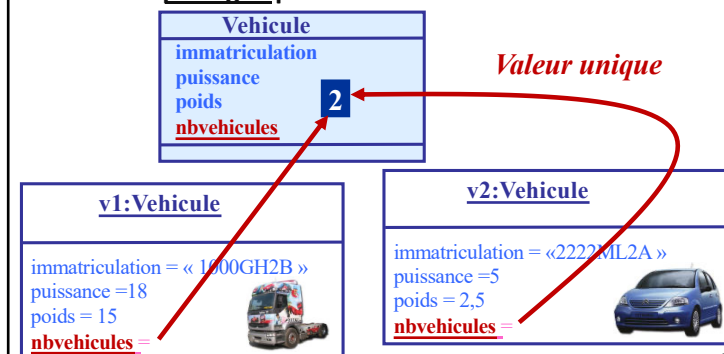 Vehicule
immatriculation
puissance
poids
nbvehicules
2
Valeur unique
v1:Vehicule
immatriculation = « 1000GH2B »
puissance =18
poids = 15
nbvehicules =
v2:Vehicule
immatriculation = «2222ML2A »
puissance =5
poids = 2,5
nbvehicules =